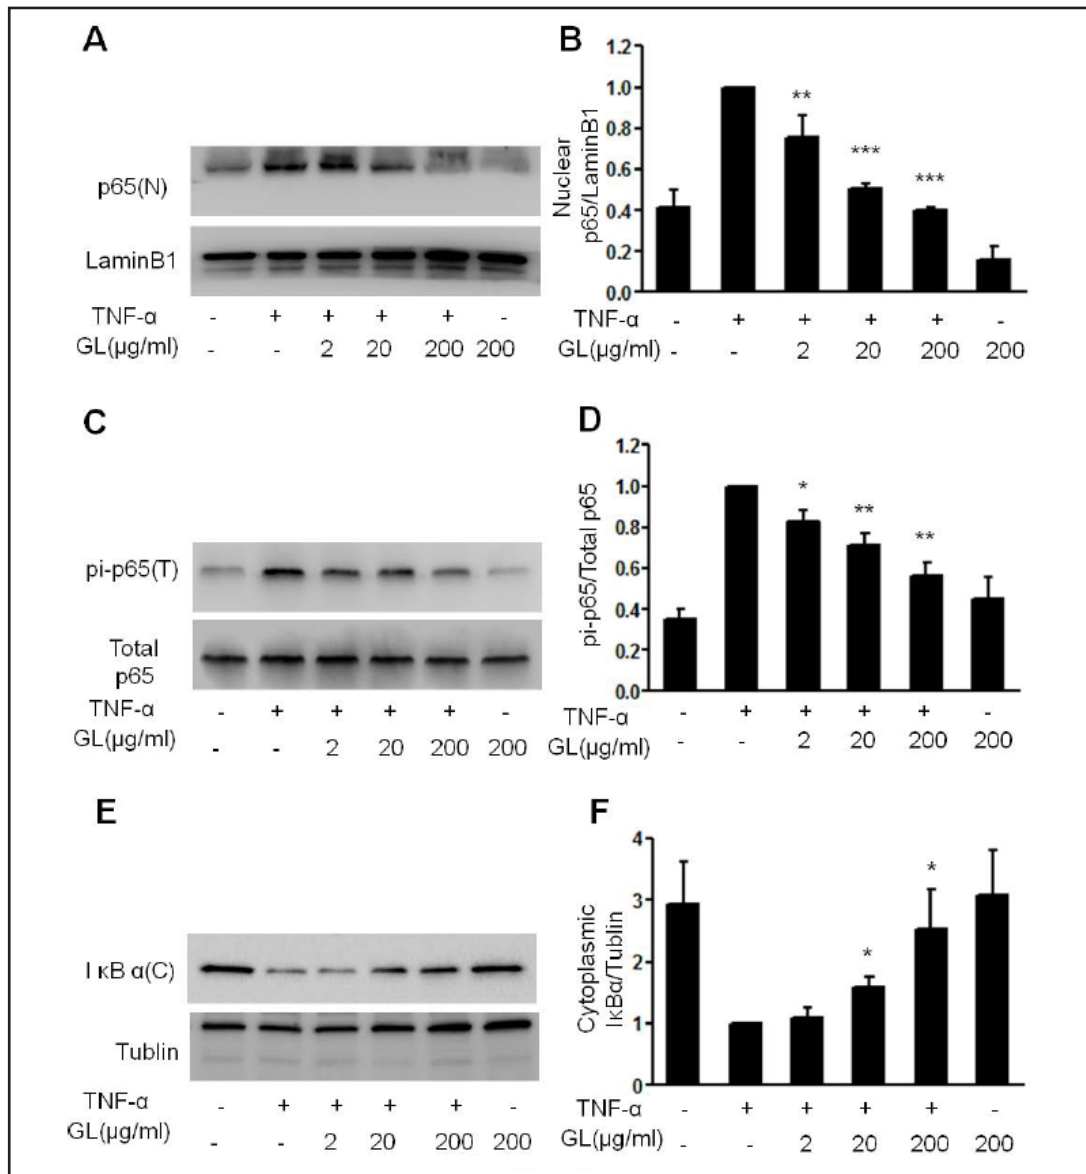 A
p65(N)
LaminB1
TNF-α - + + + + -
GL(μg/ml) - - 2 20 200 200
B
Nuclear
p65/LaminB1
1.2
1.0
0.8
0.6
0.4
0.2
0.0
** *** ***
TNF-α - + + + + -
GL(μg/ml) - - 2 20 200 200
C
pi-p65(T)
Total
p65
TNF-α - + + + + -
GL(μg/ml) - - 2 20 200 200
D
pi-p65/Total p65
1.2
1.0
0.8
0.6
0.4
0.2
0.0
* ** **
TNF-α - + + + + -
GL(μg/ml) - - 2 20 200 200
E
IκB α(C)
Tublin
TNF-α - + + + + -
GL(μg/ml) - - 2 20 200 200
F
Cytoplasmic
IκBα/Tublin
4
3
2
1
0
* *
TNF-α - + + + + -
GL(μg/ml) - - 2 20 200 200